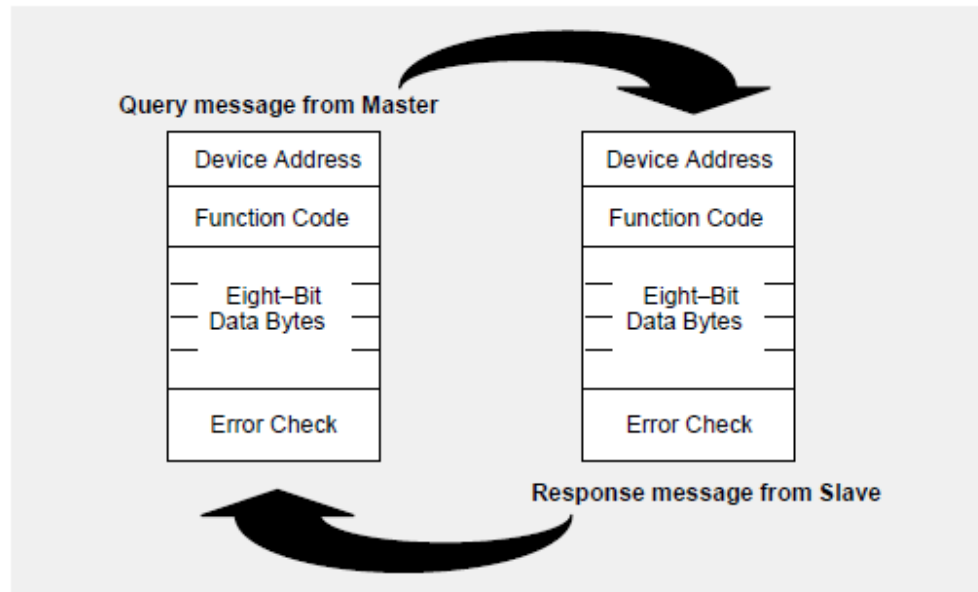 Query message from Master
Device Address
Function Code
Eight–Bit
Data Bytes
Error Check
Device Address
Function Code
Eight–Bit
Data Bytes
Error Check
Response message from Slave